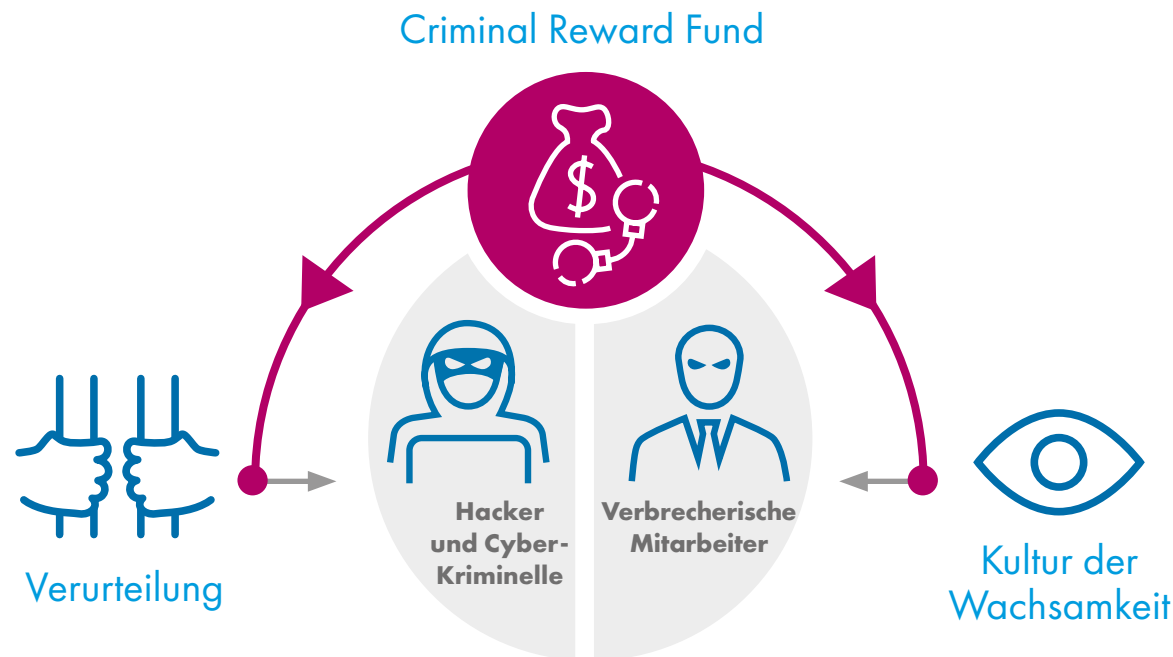 Criminal Reward Fund
$
Hacker
und Cyber-
Kriminelle
Verbrecherische
Mitarbeiter
Verurteilung
Kultur der
Wachsamkeit